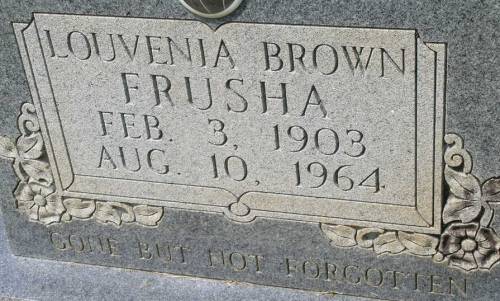 LOUVENIA BROWN
FRUSHA
FEB. 3, 1903
AUG. 10, 1964
GONE BUT NOT FORGOTTEN